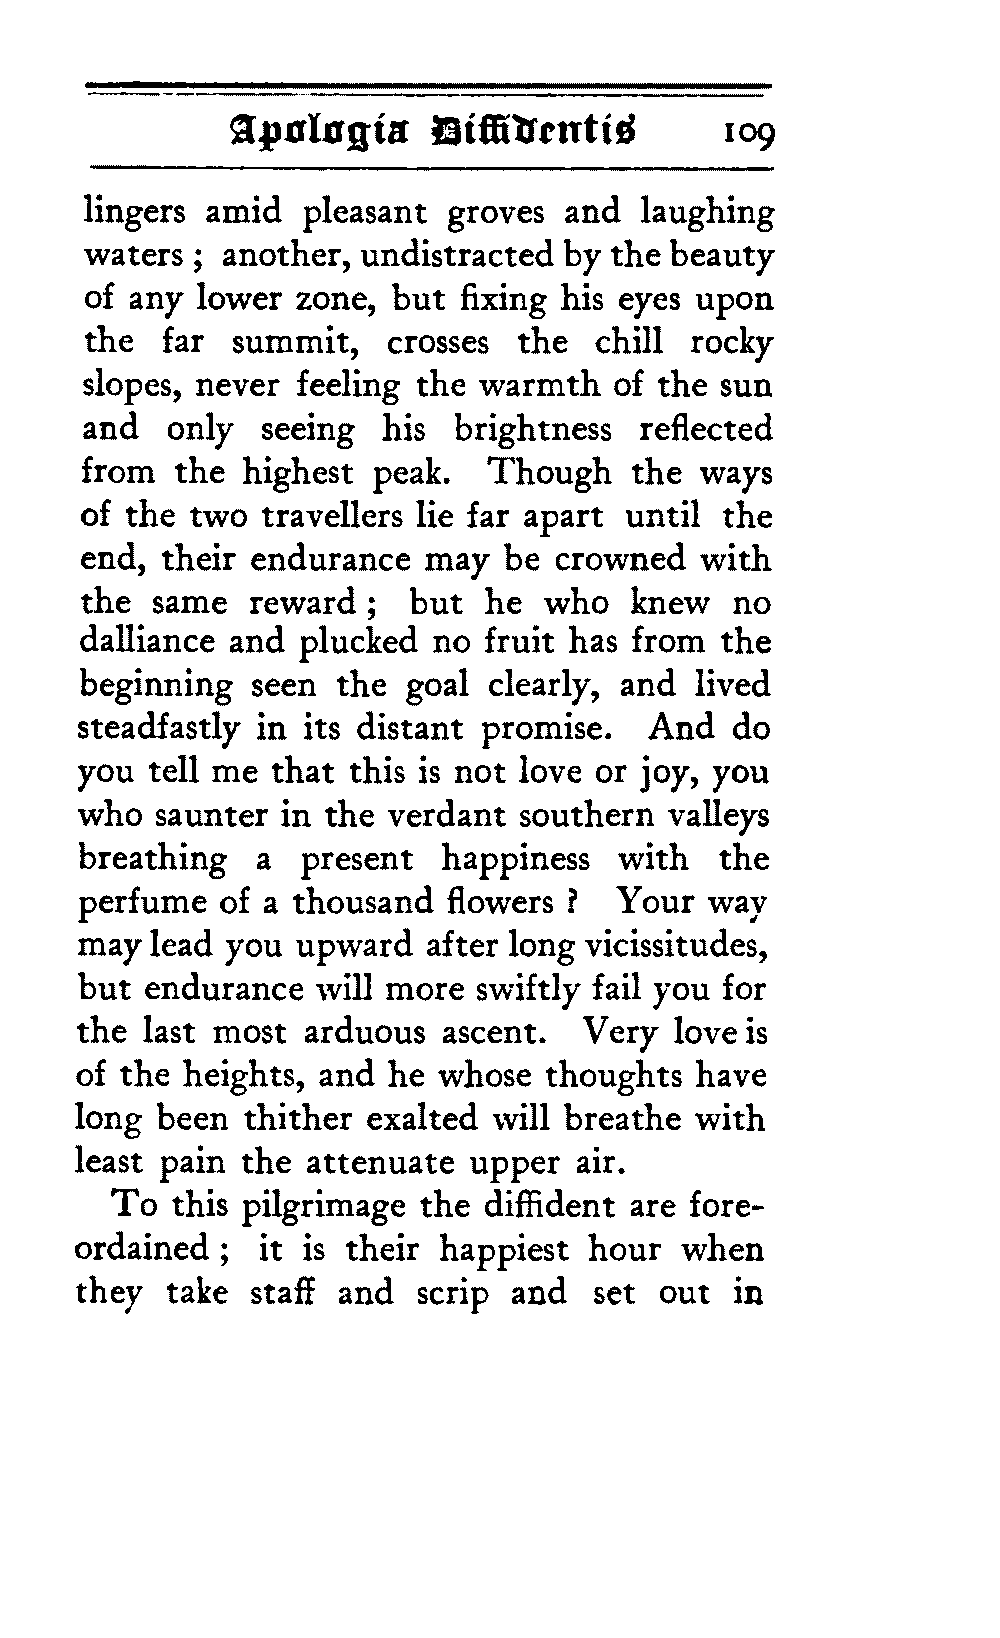 Apologia Diffidentis 109
lingers amid pleasant groves and laughing
waters ; another, undistracted by the beauty
of any lower zone, but fixing his eyes upon
the far summit, crosses the chill rocky
slopes, never feeling the warmth of the sun
and only seeing his brightness reflected
from the highest peak. Though the ways
of the two travellers lie far apart until the
end, their endurance may be crowned with
the same reward ; but he who knew no
dalliance and plucked no fruit has from the
beginning seen the goal clearly, and lived
steadfastly in its distant promise. And do
you tell me that this is not love or joy, you
who saunter in the verdant southern valleys
breathing a present happiness with the
perfume of a thousand flowers ? Your way
may lead you upward after long vicissitudes,
but endurance will more swiftly fail you for
the last most arduous ascent. Very love is
of the heights, and he whose thoughts have
long been thither exalted will breathe with
least pain the attenuate upper air.
To this pilgrimage the diffident are fore-
ordained ; it is their happiest hour when
they take staff and scrip and set out in